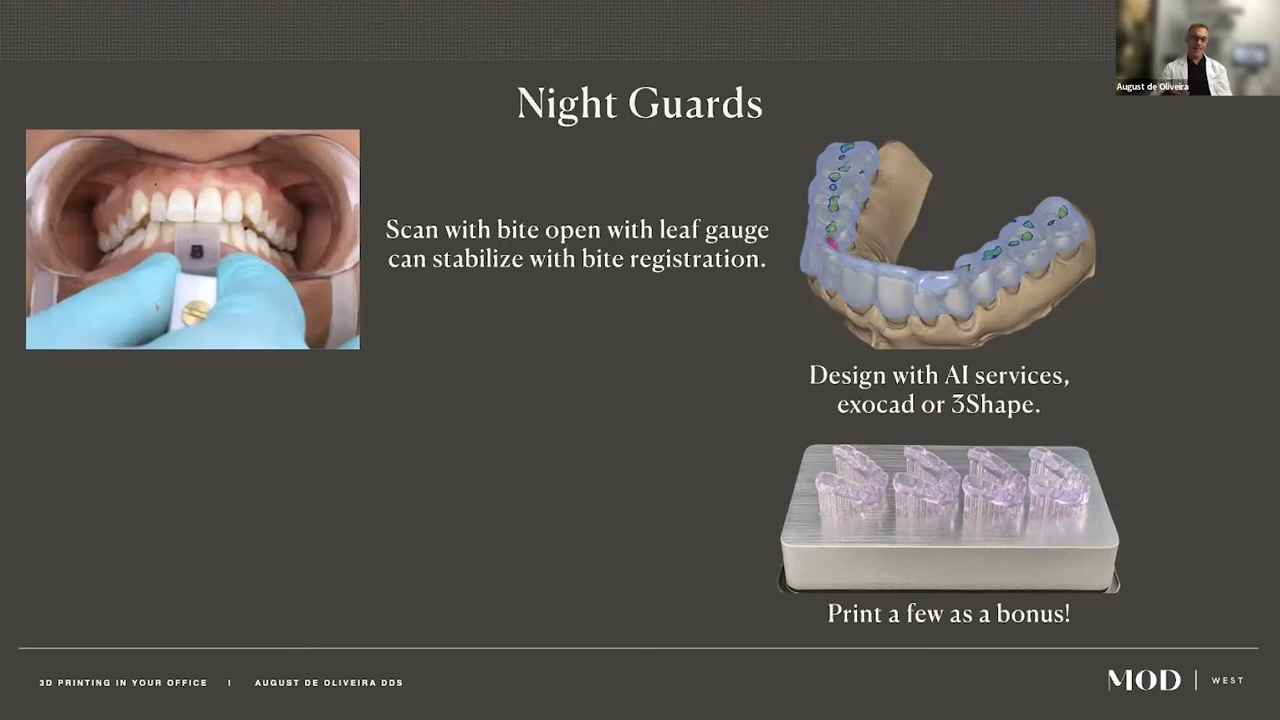 August de Oliveira
Night Guards
Scan with bite open with leaf gauge
can stabilize with bite registration.
Design with AI services,
exocad or 3Shape.
Print a few as a bonus!
3D PRINTING IN YOUR OFFICE | AUGUST DE OLIVEIRA DDS
MOD | WEST